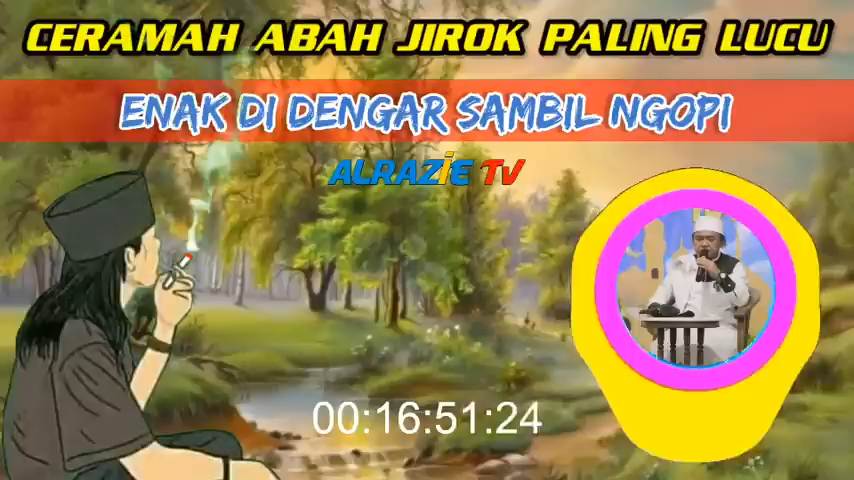 CERAMAH ABAH JIROK PALING LUCU
ENAK DI DENGAR SAMBIL NGOPI
ALRAZiE TV
00:16:51:24